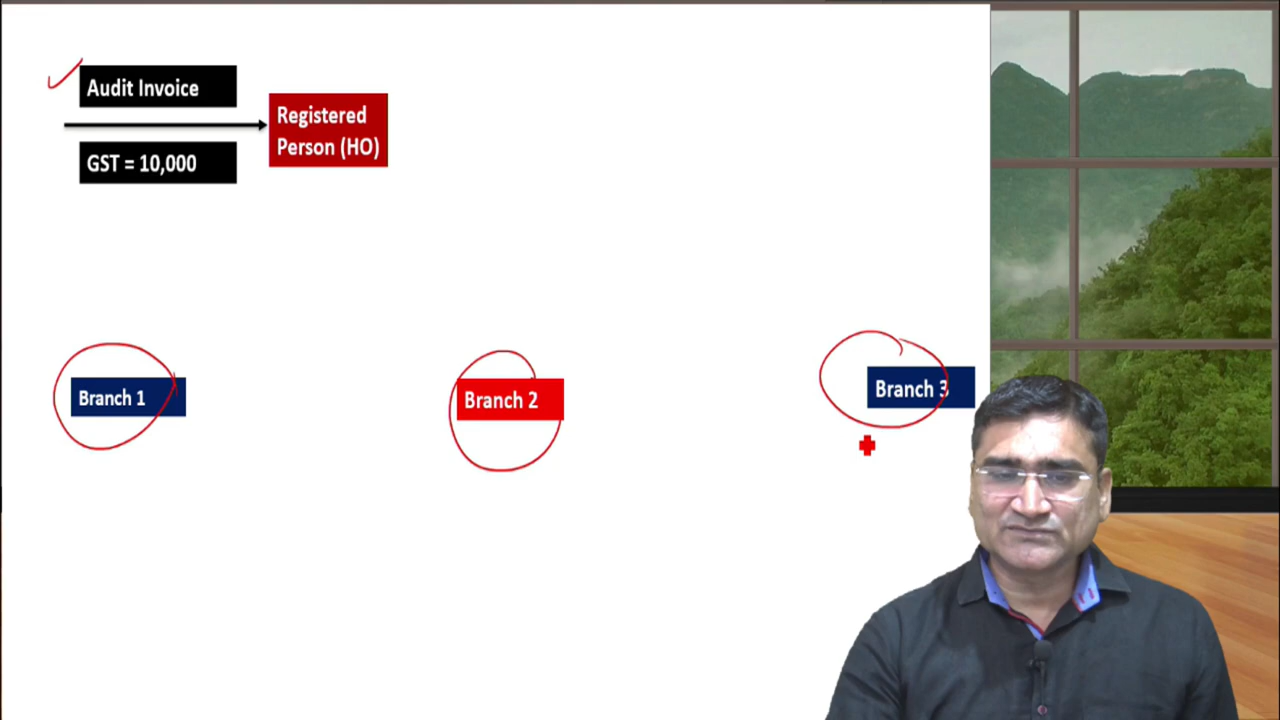 Audit Invoice
GST = 10,000
Registered
Person (HO)
Branch 1
Branch 2
Branch 3